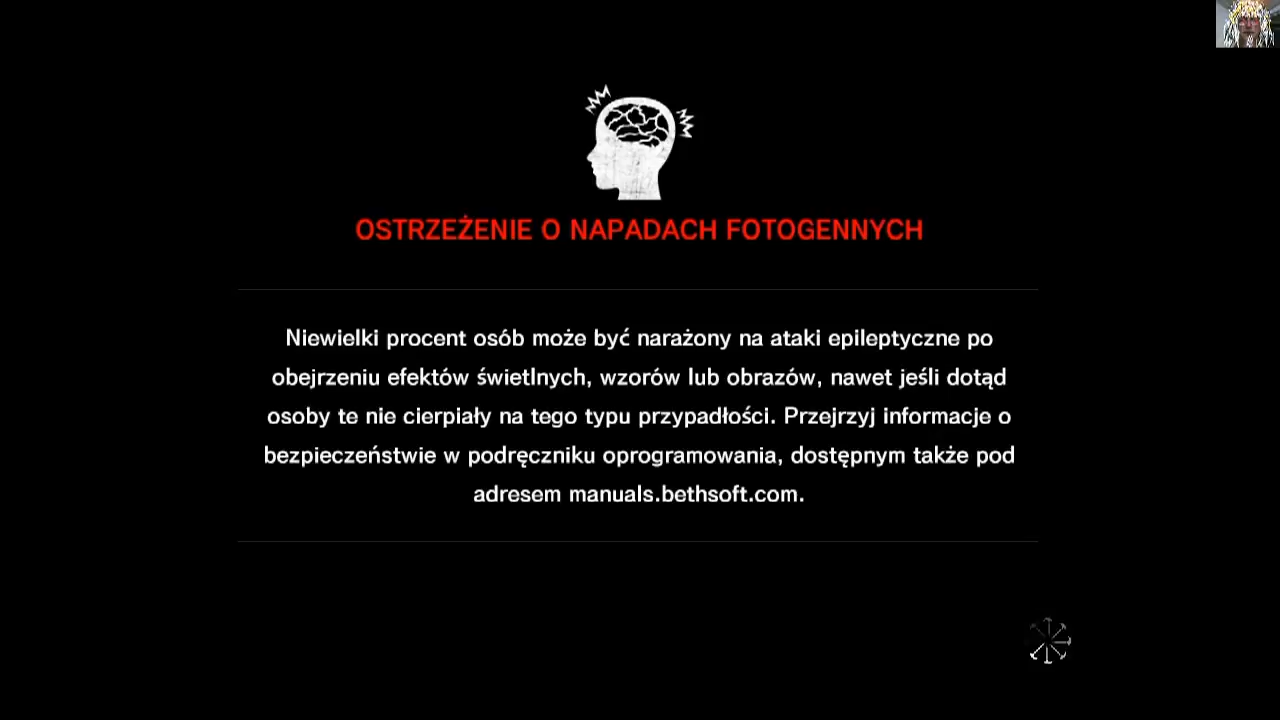 OSTRZEŻENIE O NAPADACH FOTOGENNYCH
Niewielki procent osób może być narażony na ataki epileptyczne po
obejrzeniu efektów świetlnych, wzorów lub obrazów, nawet jeśli dotąd
osoby te nie cierpiały na tego typu przypadłości. Przejrzyj informacje o
bezpieczeństwie w podręczniku oprogramowania, dostępnym także pod
adresem manuals.bethsoft.com.